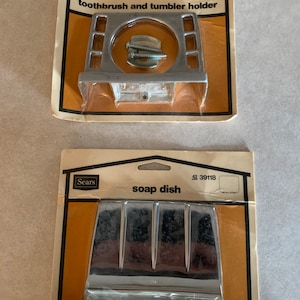 toothbrush and tumbler holder
Sears
soap dish
39118